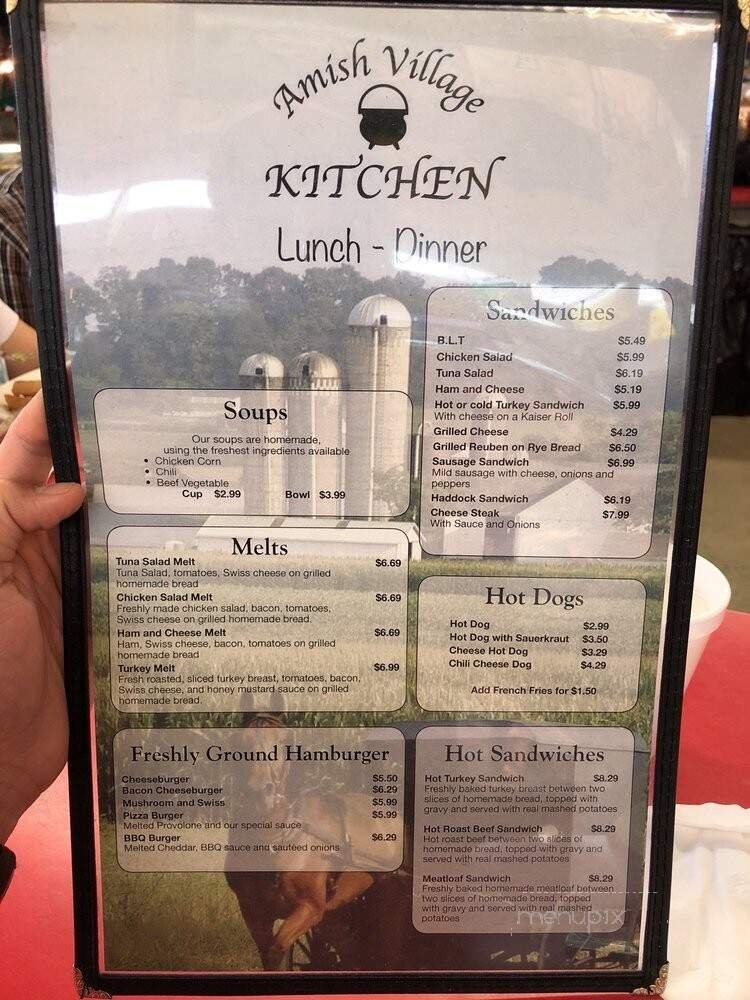 Amish Village
KITCHEN
Lunch - Dinner
Soups
Our soups are homemade,
using the freshest ingredients available
• Chicken Corn
• Chili
• Beef Vegetable
Cup $2.99 Bowl $3.99
Melts
Tuna Salad Melt $6.69
Tuna Salad, tomatoes, Swiss cheese on grilled
homemade bread
Chicken Salad Melt $6.69
Freshly made chicken salad, bacon, tomatoes,
Swiss cheese on grilled homemade bread.
Ham and Cheese Melt $6.69
Ham, Swiss cheese, bacon, tomatoes on grilled
homemade bread
Turkey Melt $6.99
Fresh roasted, sliced turkey breast, tomatoes, bacon,
Swiss cheese, and honey mustard sauce on grilled
homemade bread.
Freshly Ground Hamburger
Cheeseburger $5.50
Bacon Cheeseburger $6.29
Mushroom and Swiss $5.99
Pizza Burger $5.99
Melted Provolone and our special sauce
BBQ Burger $6.29
Melted Cheddar, BBQ sauce and sautéed onions
Sandwiches
B.L.T $5.49
Chicken Salad $5.99
Tuna Salad $6.19
Ham and Cheese $5.19
Hot or cold Turkey Sandwich $5.99
With cheese on a Kaiser Roll
Grilled Cheese $4.29
Grilled Reuben on Rye Bread $6.50
Sausage Sandwich $6.99
Mild sausage with cheese, onions and
peppers
Haddock Sandwich $6.19
Cheese Steak $7.99
With Sauce and Onions
Hot Dogs
Hot Dog $2.99
Hot Dog with Sauerkraut $3.50
Cheese Hot Dog $3.29
Chili Cheese Dog $4.29
Add French Fries for $1.50
Hot Sandwiches
Hot Turkey Sandwich $8.29
Freshly baked turkey breast between two
slices of homemade bread, topped with
gravy and served with real mashed potatoes
Hot Roast Beef Sandwich $8.29
Hot roast beef between two slices of
homemade bread, topped with gravy and
served with real mashed potatoes
Meatloaf Sandwich $8.29
Freshly baked homemade meatloaf between
two slices of homemade bread, topped
with gravy and served with real mashed
potatoes
menupix